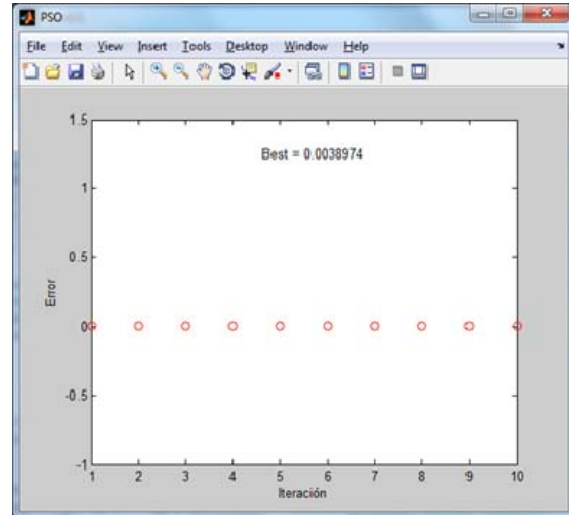 PSO
File Edit View Insert Tools Desktop Window Help
Best = 0.0038974
Error
1.5
1
0.5
0
-0.5
-1
1 2 3 4 5 6 7 8 9 10
Iteración